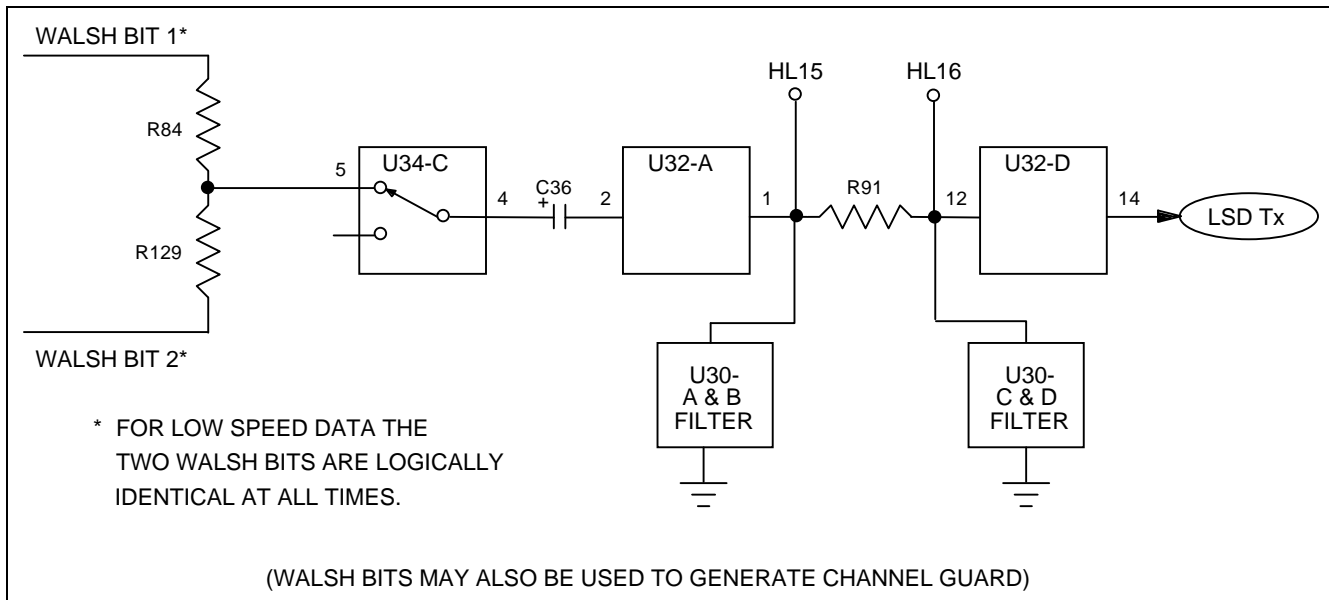 WALSH BIT 1*
HL15
HL16
R84
5
U34-C
4
C36
+
2
U32-A
1
R91
12
U32-D
14
LSD Tx
R129
WALSH BIT 2*
U30-
A & B
FILTER
U30-
C & D
FILTER
* FOR LOW SPEED DATA THE
TWO WALSH BITS ARE LOGICALLY
IDENTICAL AT ALL TIMES.
(WALSH BITS MAY ALSO BE USED TO GENERATE CHANNEL GUARD)